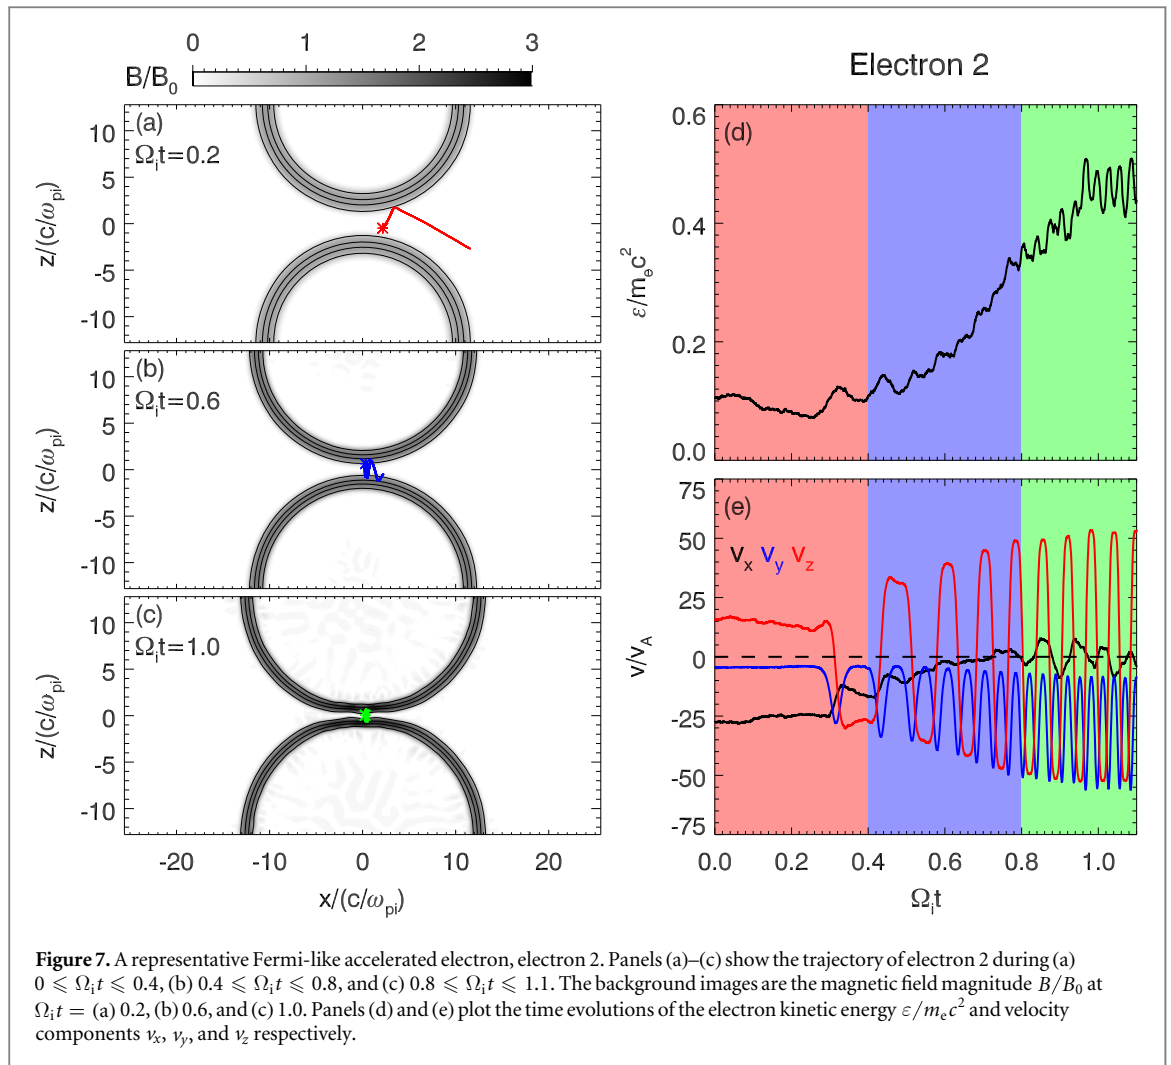 0 1 2 3
B/B0
Electron 2
(a)
Ωit=0.2
10
5
0
-5
-10
z/(c/ωpi)
(b)
Ωit=0.6
10
5
0
-5
-10
z/(c/ωpi)
(c)
Ωit=1.0
10
5
0
-5
-10
z/(c/ωpi)
-20 -10 0 10 20
x/(c/ωpi)
(d)
0.6
0.4
0.2
0.0
ε/mec2
(e)
vx vy vz
75
50
25
0
-25
-50
-75
v/vA
0.0 0.2 0.4 0.6 0.8 1.0
Ωit
Figure 7. A representative Fermi-like accelerated electron, electron 2. Panels (a)–(c) show the trajectory of electron 2 during (a)
0 ⩽ Ωit ⩽ 0.4, (b) 0.4 ⩽ Ωit ⩽ 0.8, and (c) 0.8 ⩽ Ωit ⩽ 1.1. The background images are the magnetic field magnitude B/B0 at
Ωit = (a) 0.2, (b) 0.6, and (c) 1.0. Panels (d) and (e) plot the time evolutions of the electron kinetic energy ε/mec2 and velocity
components vx, vy, and vz respectively.